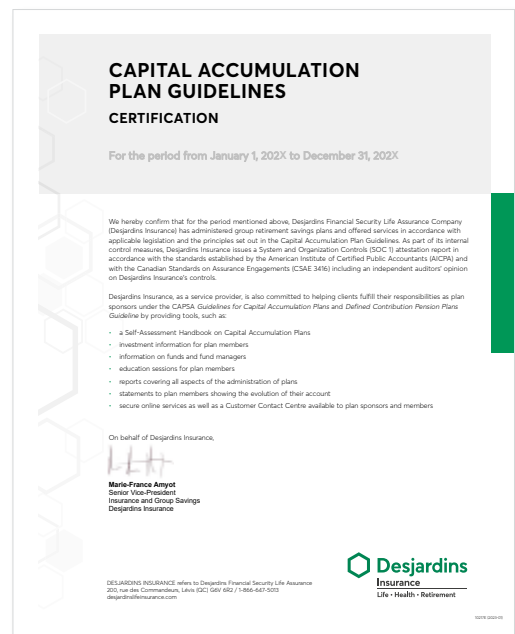 CAPITAL ACCUMULATION
PLAN GUIDELINES
CERTIFICATION
For the period from January 1, 202X to December 31, 202X
We hereby confirm that for the period mentioned above, Desjardins Financial Security Life Assurance Company
(Desjardins Insurance) has administered group retirement savings plans and offered services in accordance with
applicable legislation and the principles set out in the Capital Accumulation Plan Guidelines. As part of its internal
control measures, Desjardins Insurance issues a System and Organization Controls (SOC 1) attestation report in
accordance with the standards established by the American Institute of Certified Public Accountants (AICPA) and
with the Canadian Standards on Assurance Engagements (CSAE 3416) including an independent auditors' opinion
on Desjardins Insurance's controls.
Desjardins Insurance, as a service provider, is also committed to helping clients fulfill their responsibilities as plan
sponsors under the CAPSA Guidelines for Capital Accumulation Plans and Defined Contribution Pension Plans
Guideline by providing tools, such as:
• a Self-Assessment Handbook on Capital Accumulation Plans
• investment information for plan members
• information on funds and fund managers
• education sessions for plan members
• reports covering all aspects of the administration of plans
• statements to plan members showing the evolution of their account
• secure online services as well as a Customer Contact Centre available to plan sponsors and members
On behalf of Desjardins Insurance,
Marie-France Amyot
Senior Vice-President
Insurance and Group Savings
Desjardins Insurance
DESJARDINS INSURANCE refers to Desjardins Financial Security Life Assurance
200, rue des Commandeurs, Lévis (QC) G6V 6R2 / 1-866-647-5013
desjardinslifeinsurance.com
Desjardins
Insurance
Life • Health • Retirement